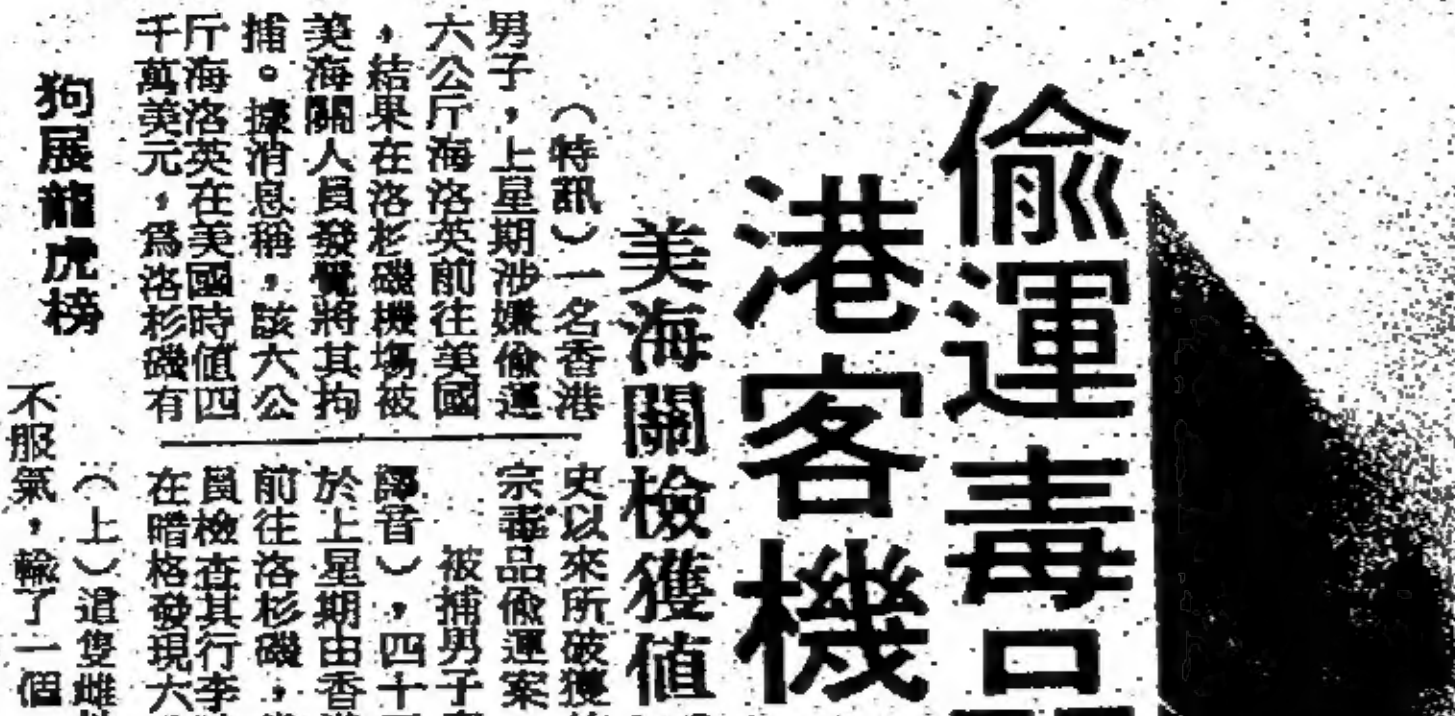 偷運毒品
港客機
美海關檢獲值
（特訊）一名香港
男子，上星期涉嫌偷運
六公斤海洛英前往美國
，結果在洛杉磯機場被
美海關人員發覺將其拘
捕。據消息稱，該六公
斤海洛英在美國時值四
千萬美元，爲洛杉磯有
史以來所破獲
宗毒品偷運案
被捕男子
譯音），四十
於上星期由香港
前往洛杉磯，
員檢查其行李
在暗格發現六
狗展龍虎榜
（上）這隻雌
不服氣，輸了一個